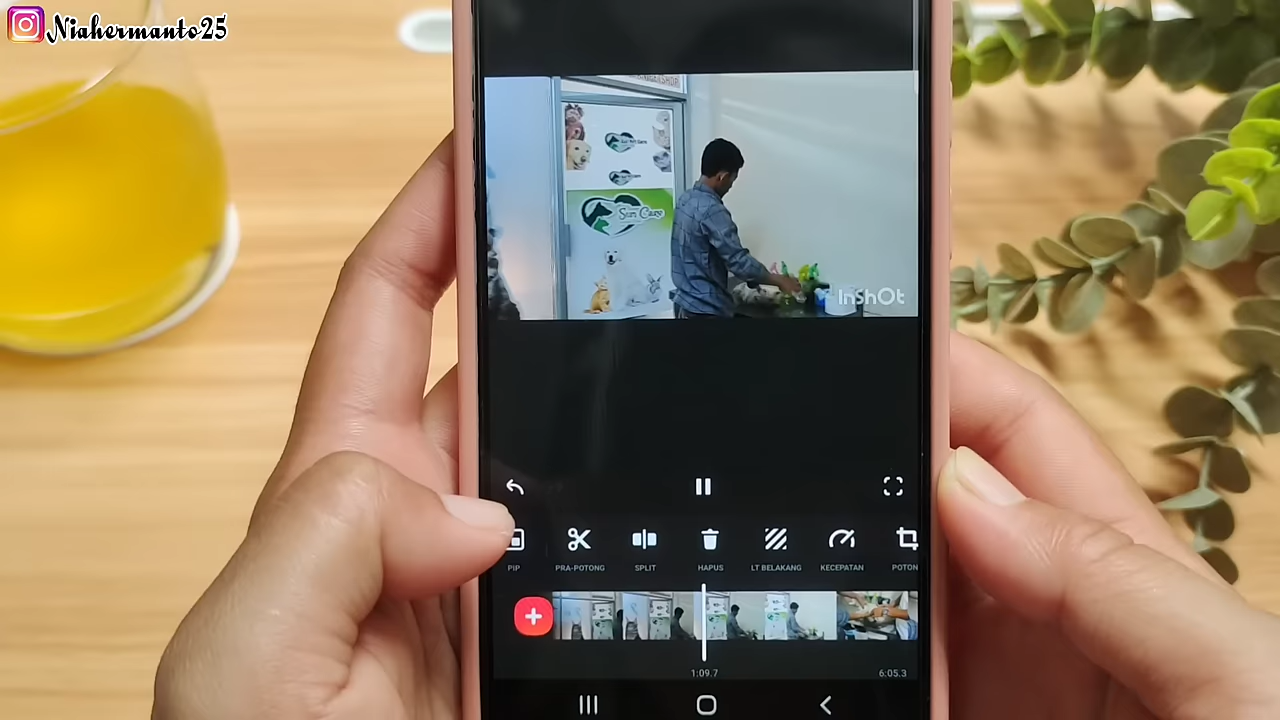 Niahermanto25
Sun Care
InShOt
PIP
PRA-POTONG
SPLIT
HAPUS
LT BELAKANG
KECEPATAN
POTON
1:09.7
6:05.3